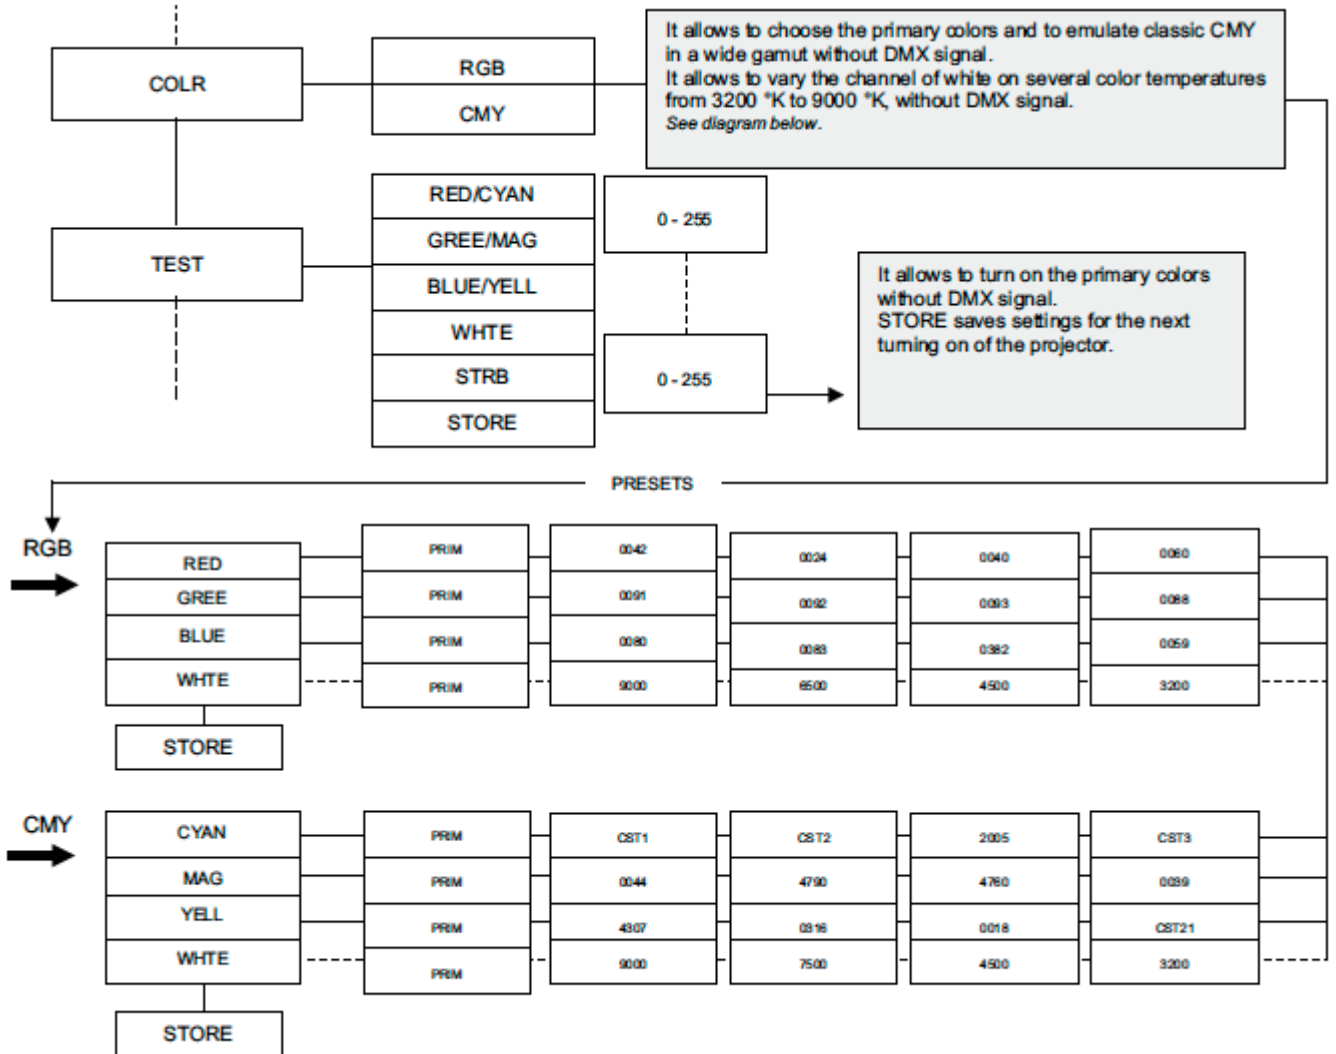 COLR
RGB
CMY
It allows to choose the primary colors and to emulate classic CMY
in a wide gamut without DMX signal.
It allows to vary the channel of white on several color temperatures
from 3200 °K to 9000 °K, without DMX signal.
See diagram below.
TEST
RED/CYAN
GREE/MAG
BLUE/YELL
WHTE
STRB
STORE
0 - 255
0 - 255
It allows to turn on the primary colors
without DMX signal.
STORE saves settings for the next
turning on of the projector.
PRESETS
RGB
RED PRIM 0042 0024 0040 0060
GREE PRIM 0091 0092 0093 0088
BLUE PRIM 0080 0083 0382 0059
WHTE PRIM 9000 6500 4500 3200
STORE
CMY
CYAN PRIM CST1 CST2 2005 CST3
MAG PRIM 0044 4790 4760 0039
YELL PRIM 4307 0316 0018 CST21
WHTE PRIM 9000 7500 4500 3200
STORE